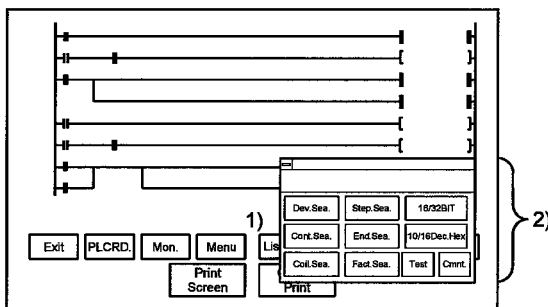 Dev.Sea. Step.Sea. 16/32BIT
1)
2)
Cont.Sea. End.Sea. 10/16Dec.Hex
Exit PLCRD. Mon. Menu Lis
Coil.Sea. Fact.Sea. Test Cmnt.
Print
Screen
Print